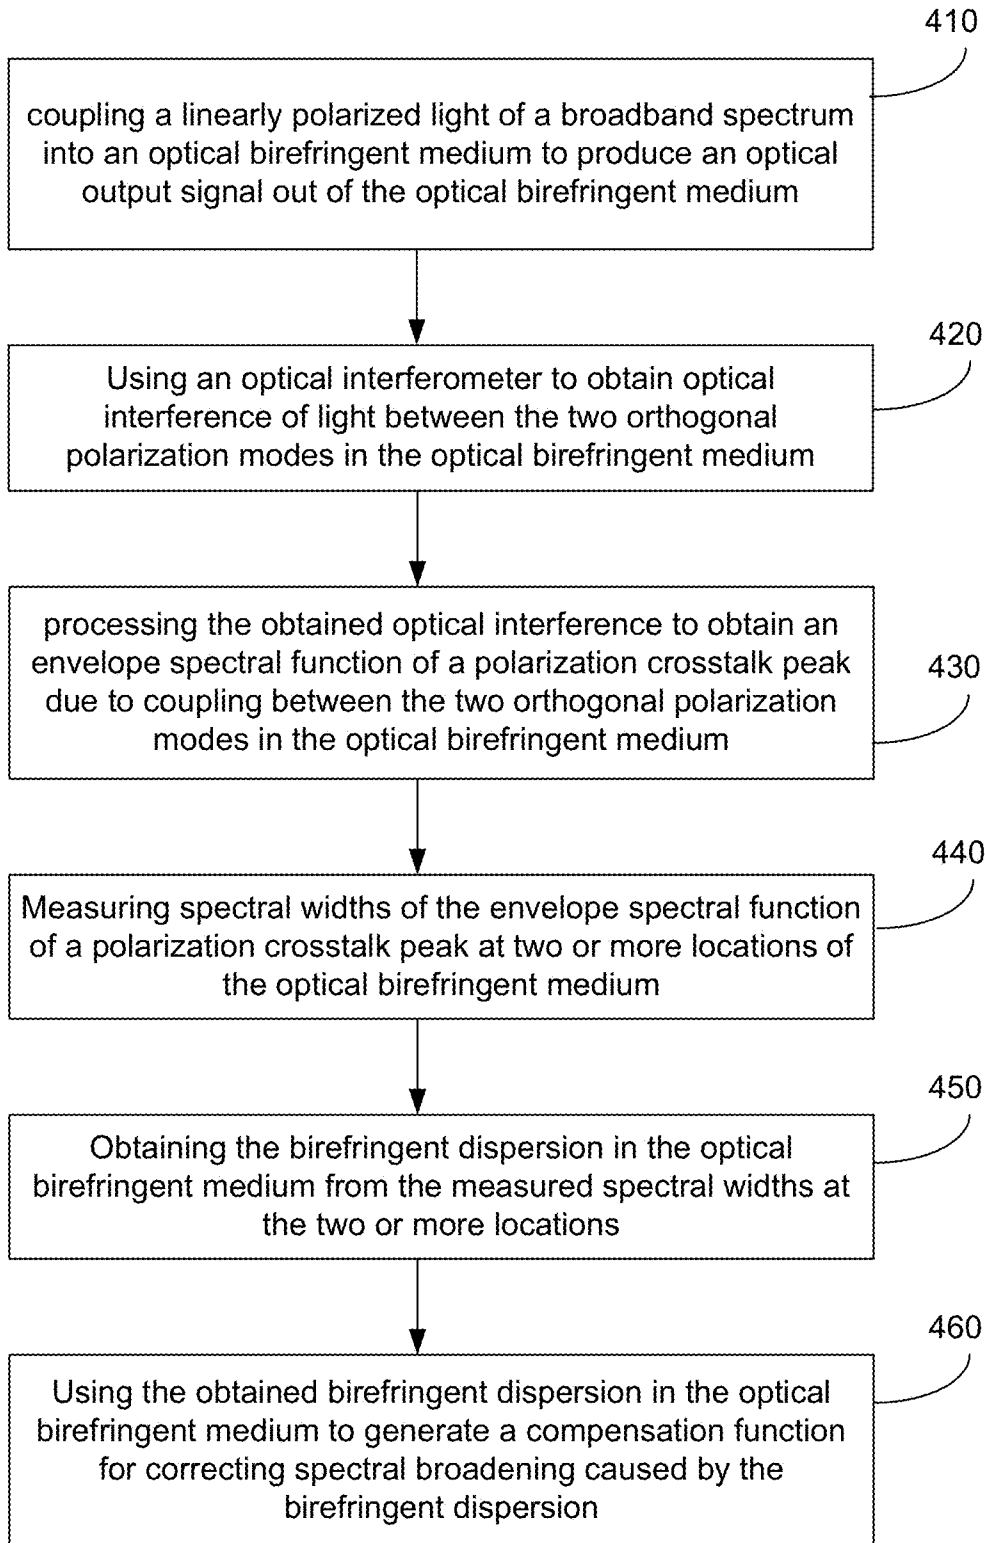 410
coupling a linearly polarized light of a broadband spectrum
into an optical birefringent medium to produce an optical
output signal out of the optical birefringent medium
420
Using an optical interferometer to obtain optical
interference of light between the two orthogonal
polarization modes in the optical birefringent medium
430
processing the obtained optical interference to obtain an
envelope spectral function of a polarization crosstalk peak
due to coupling between the two orthogonal polarization
modes in the optical birefringent medium
440
Measuring spectral widths of the envelope spectral function
of a polarization crosstalk peak at two or more locations of
the optical birefringent medium
450
Obtaining the birefringent dispersion in the optical
birefringent medium from the measured spectral widths at
the two or more locations
460
Using the obtained birefringent dispersion in the optical
birefringent medium to generate a compensation function
for correcting spectral broadening caused by the
birefringent dispersion